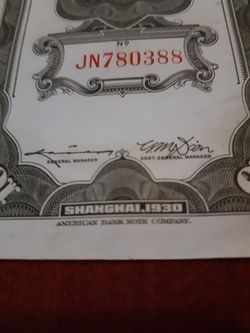 No
JN780388
GENERAL MANAGER
ASST. GENERAL MANAGER
SHANGHAI, 1930
AMERICAN BANK NOTE COMPANY.